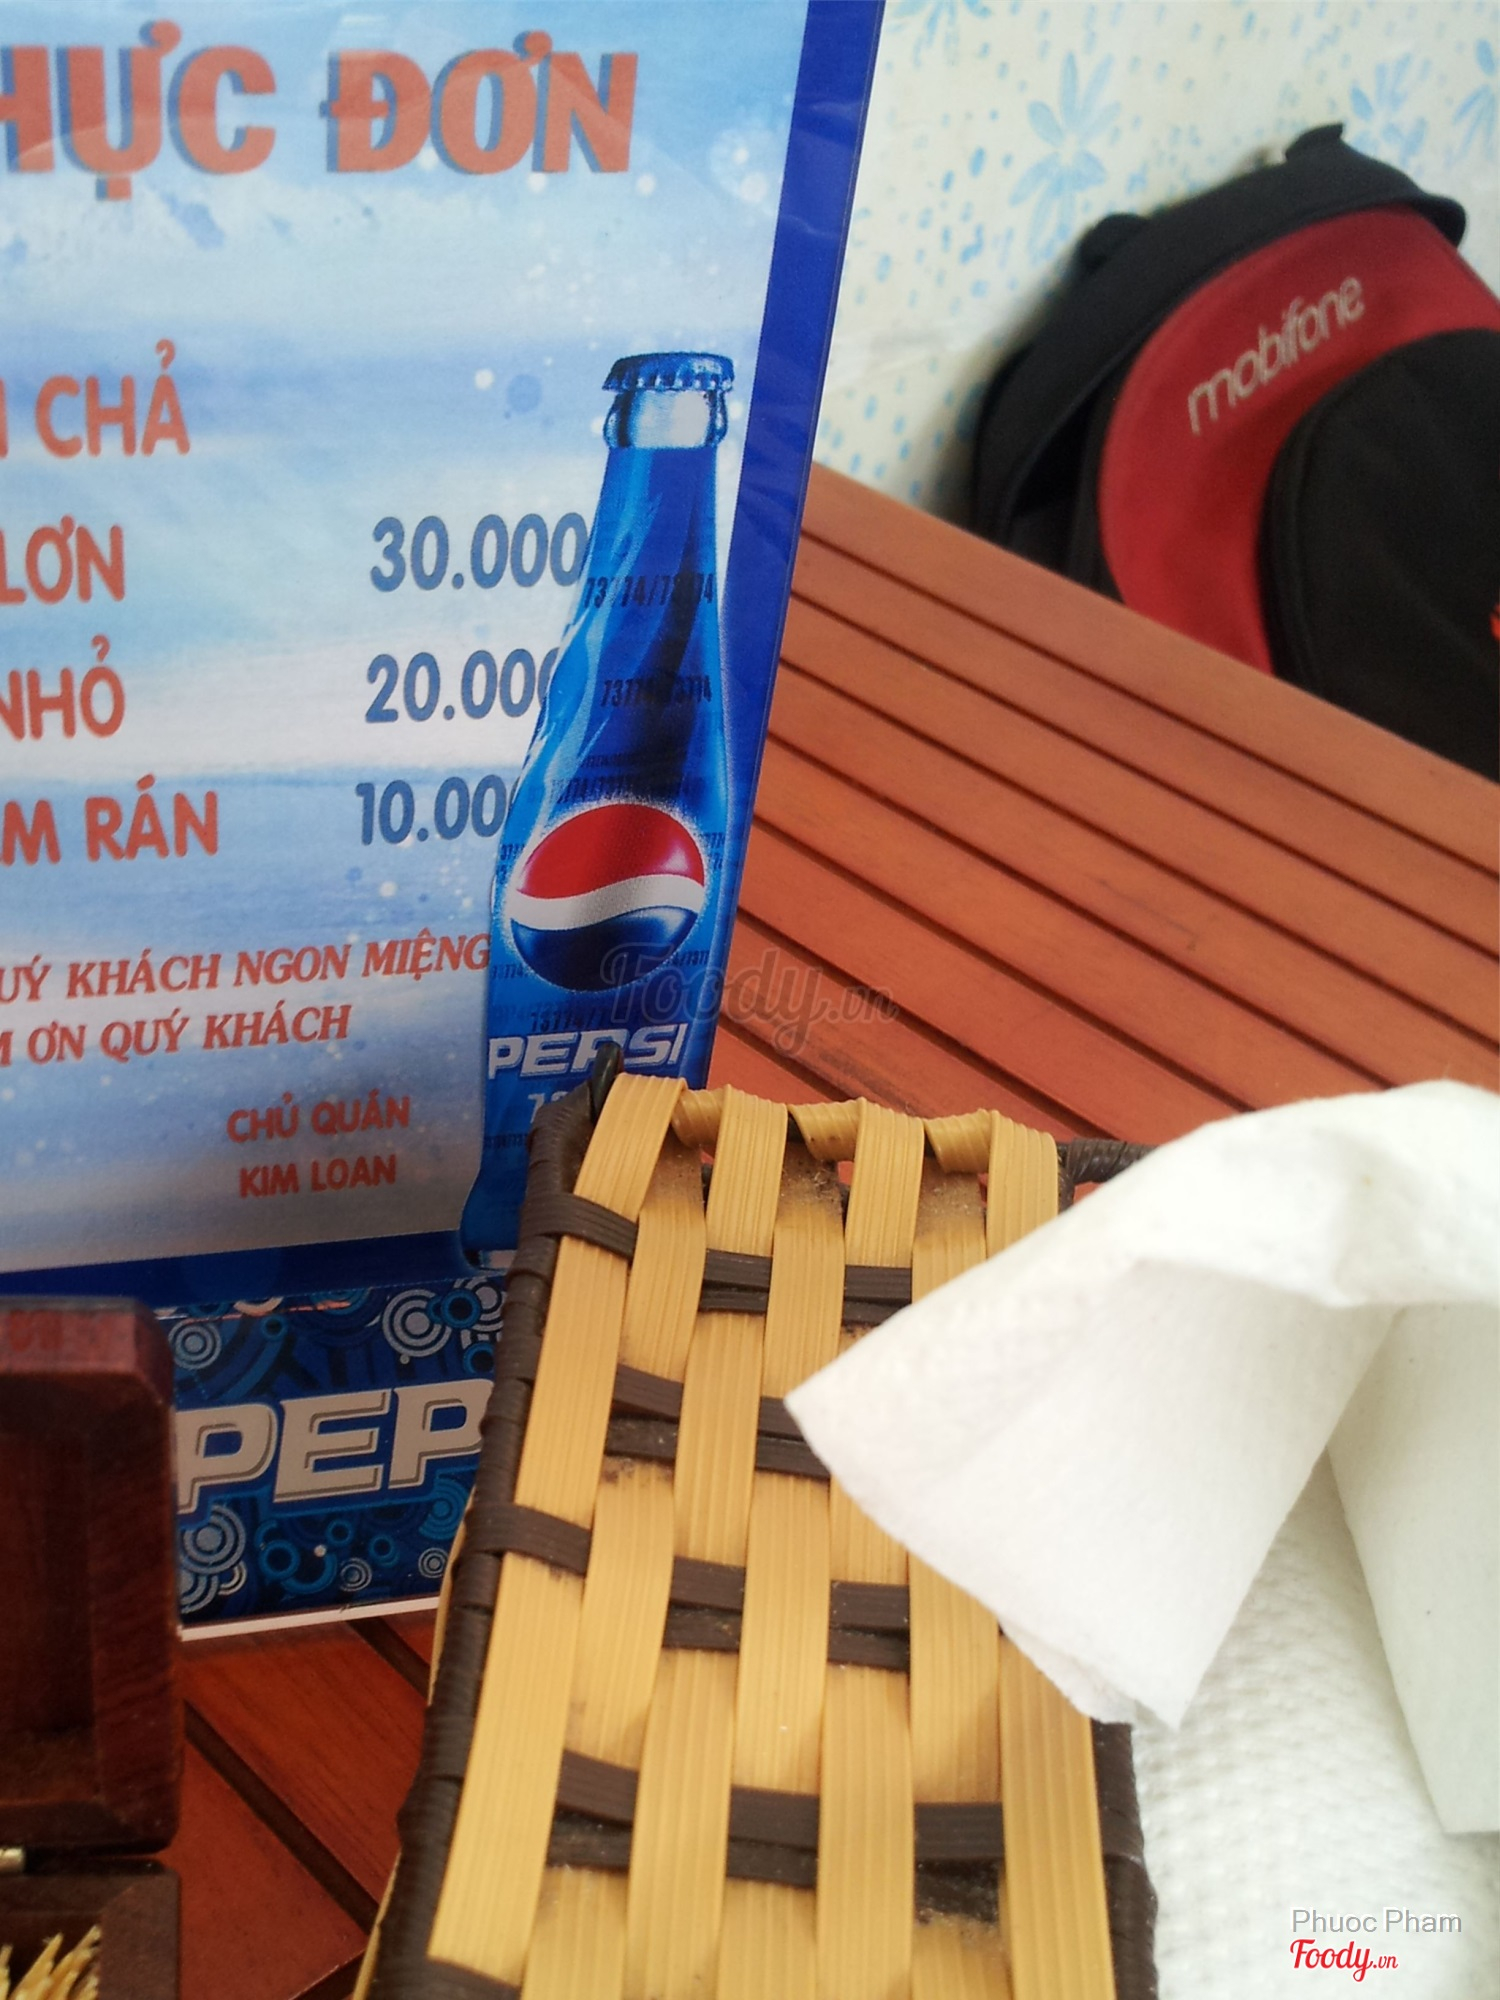 HỰC ĐƠN
CHẢ
LỚN 30.000
NHỎ 20.000
M RÁN 10.000
UÝ KHÁCH NGON MIỆNG
M ƠN QUÝ KHÁCH
CHỦ QUÁN
KIM LOAN
PEPSI
PEP
mobifone
Foody.vn
Phuoc Pham
Foody.vn